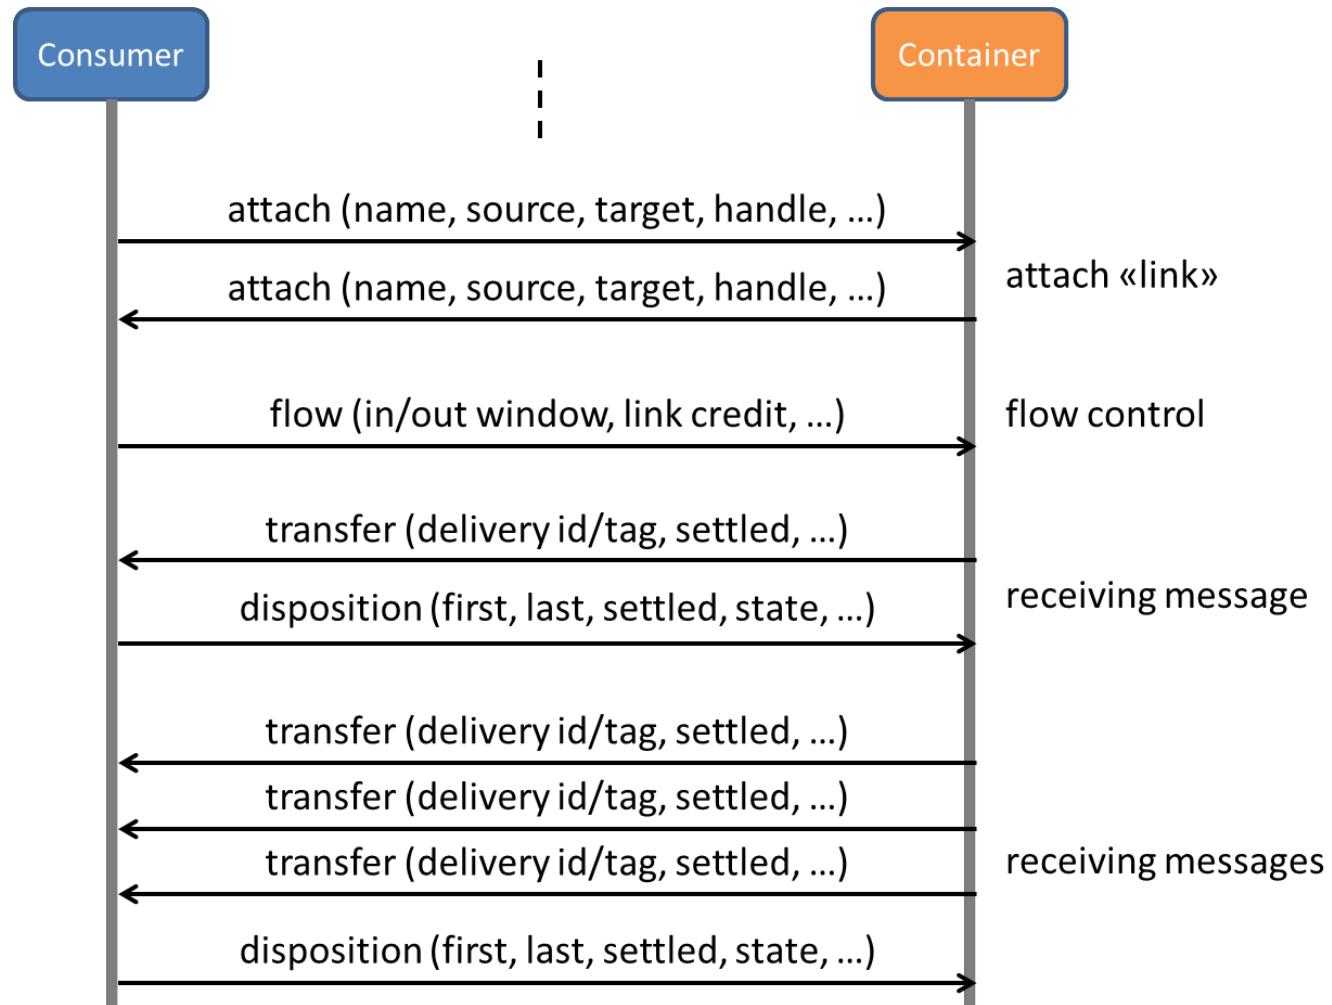 Consumer
Container
attach (name, source, target, handle, …)
attach «link»
attach (name, source, target, handle, …)
flow (in/out window, link credit, …)
flow control
transfer (delivery id/tag, settled, …)
receiving message
disposition (first, last, settled, state, …)
transfer (delivery id/tag, settled, …)
transfer (delivery id/tag, settled, …)
transfer (delivery id/tag, settled, …)
receiving messages
disposition (first, last, settled, state, …)